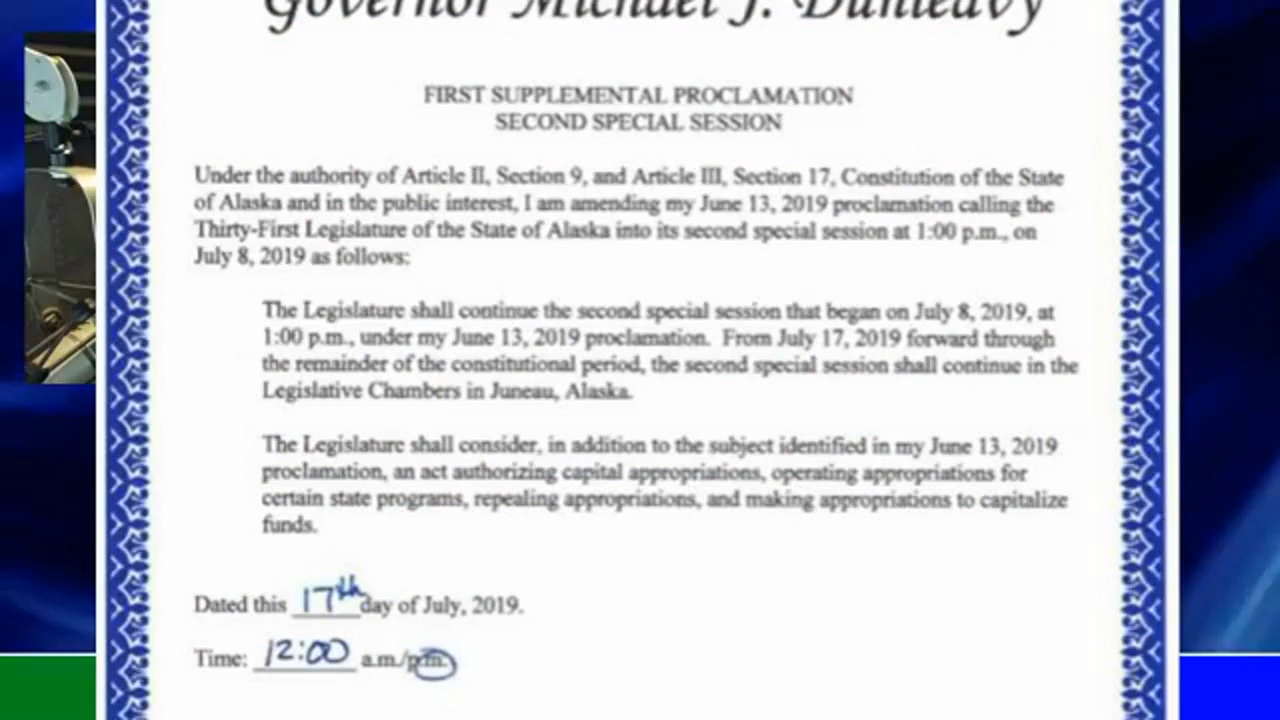 Governor Michael J. Dunleavy
FIRST SUPPLEMENTAL PROCLAMATION
SECOND SPECIAL SESSION
Under the authority of Article II, Section 9, and Article III, Section 17, Constitution of the State
of Alaska and in the public interest, I am amending my June 13, 2019 proclamation calling the
Thirty-First Legislature of the State of Alaska into its second special session at 1:00 p.m., on
July 8, 2019 as follows:
The Legislature shall continue the second special session that began on July 8, 2019, at
1:00 p.m., under my June 13, 2019 proclamation. From July 17, 2019 forward through
the remainder of the constitutional period, the second special session shall continue in the
Legislative Chambers in Juneau, Alaska.
The Legislature shall consider, in addition to the subject identified in my June 13, 2019
proclamation, an act authorizing capital appropriations, operating appropriations for
certain state programs, repealing appropriations, and making appropriations to capitalize
funds.
Dated this 17th day of July, 2019.
Time: 12:00 a.m./p.m.